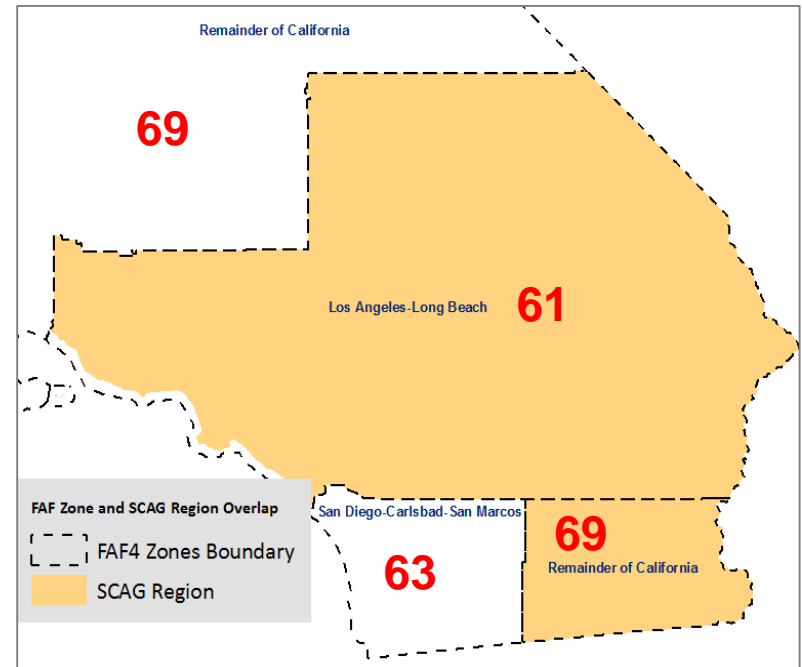 Remainder of California
69
Los Angeles-Long Beach
61
San Diego-Carlsbad-San Marcos
63
69
Remainder of California
FAF Zone and SCAG Region Overlap
FAF4 Zones Boundary
SCAG Region